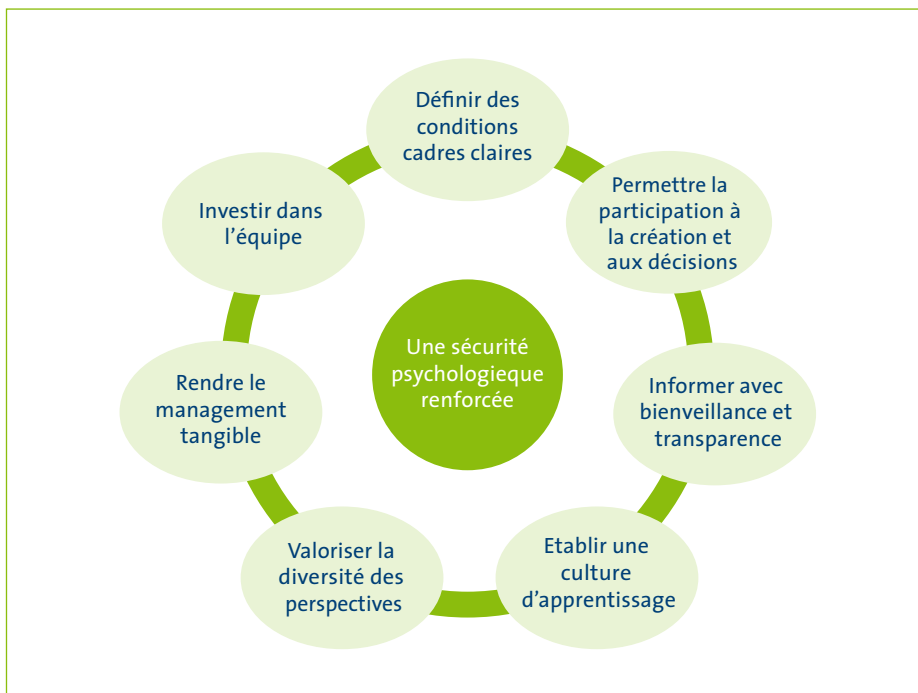 Définir des
conditions
cadres claires
Permettre la
participation à
la création et
aux décisions
Informer avec
bienveillance et
transparence
Etablir une
culture
d'apprentissage
Valoriser la
diversité des
perspectives
Rendre le
management
tangible
Investir dans
l’équipe
Une sécurité
psychologieque
renforcée